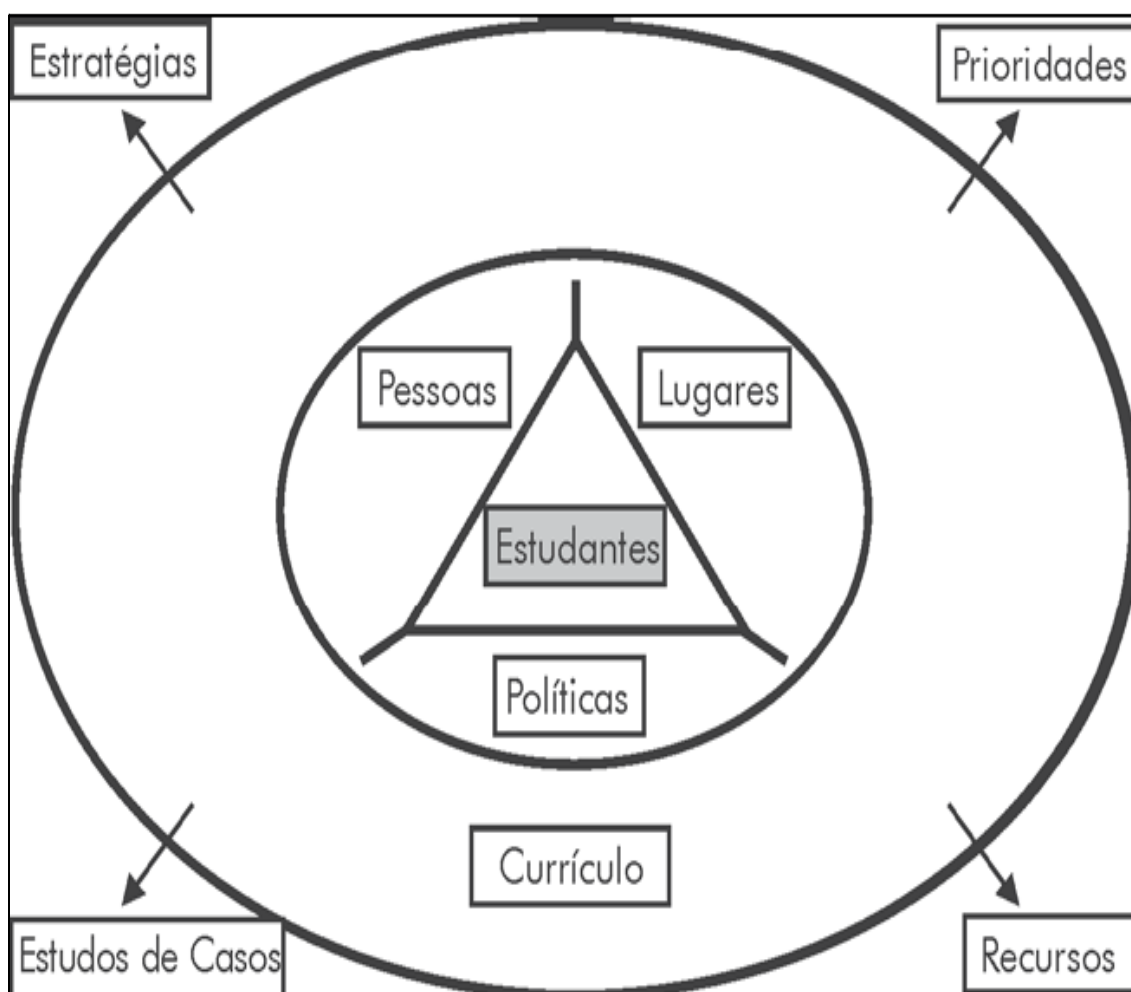 Estratégias
Prioridades
Pessoas
Lugares
Estudantes
Políticas
Currículo
Estudos de Casos
Recursos